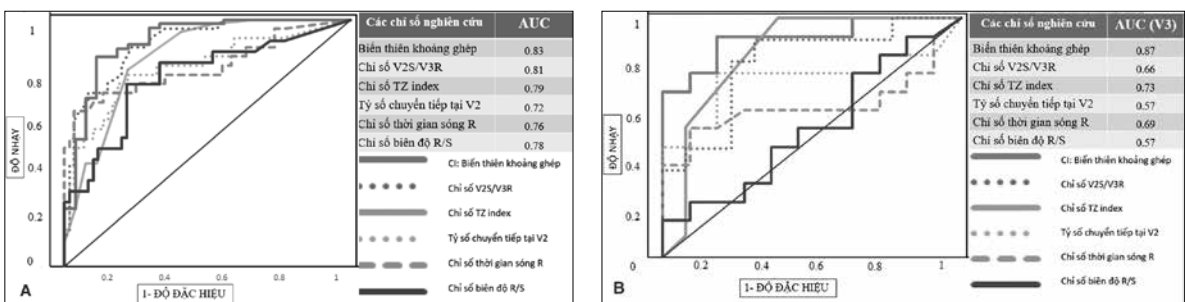 Các chỉ số nghiên cứu AUC
Biến thiên khoảng ghép 0.83
Chỉ số V2S/V3R 0.81
Chỉ số TZ index 0.79
Tỷ số chuyển tiếp tại V2 0.72
Chỉ số thời gian sóng R 0.76
Chỉ số biên độ R/S 0.78
CI: Biến thiên khoảng ghép
Chỉ số V2S/V3R
Chỉ số TZ index
Tỷ số chuyển tiếp tại V2
Chỉ số thời gian sóng R
Chỉ số biên độ R/S
ĐỘ NHẠY
1
0.8
0.6
0.4
0.2
0
0.2 0.4 0.6 0.8 1
1- ĐỘ ĐẶC HIỆU
A
Các chỉ số nghiên cứu AUC (V3)
Biến thiên khoảng ghép 0.87
Chỉ số V2S/V3R 0.66
Chỉ số TZ index 0.73
Tỷ số chuyển tiếp tại V2 0.57
Chỉ số thời gian sóng R 0.69
Chỉ số biên độ R/S 0.57
CI: Biến thiên khoảng ghép
Chỉ số V2S/V3R
Chỉ số TZ index
Tỷ số chuyển tiếp tại V2
Chỉ số thời gian sóng R
Chỉ số biên độ R/S
ĐỘ NHẠY
1
0.8
0.6
0.4
0.2
0
0.2 0.4 0.6 0.8 1
1- ĐỘ ĐẶC HIỆU
B